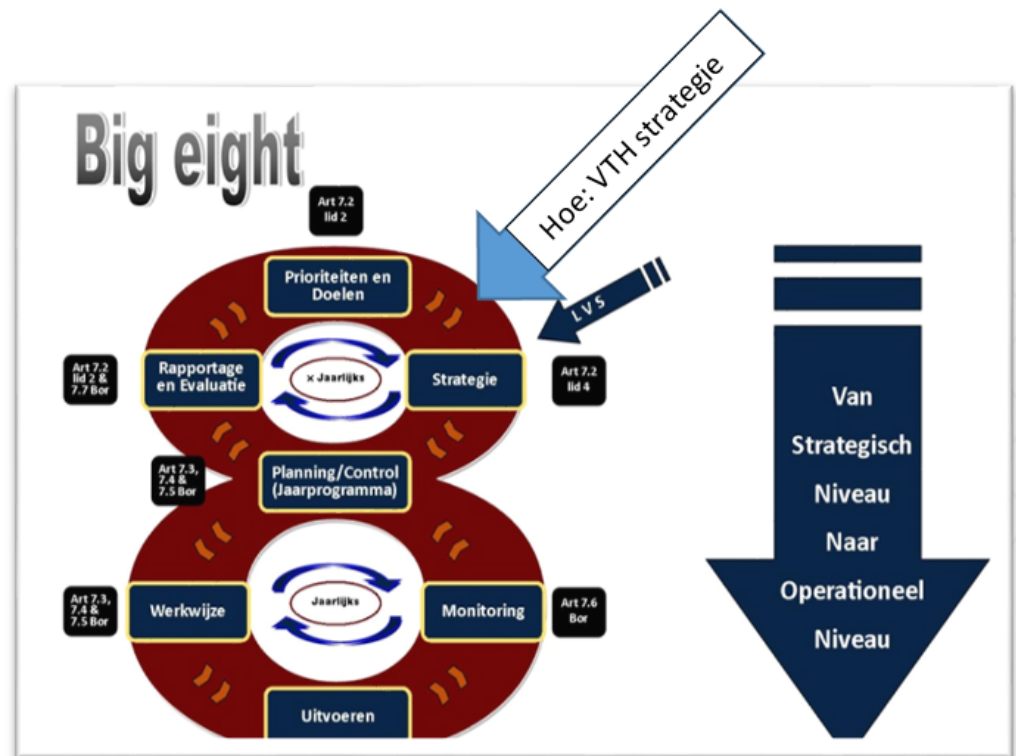 Big eight
Hoe: VTH strategie
Art 7.2
lid 2
Prioriteiten en
Doelen
LVS
Art 7.2
lid 2 &
7.7 Bor
Rapportage
en Evaluatie
x Jaarlijks
Strategie
Art 7.2
lid 4
Art 7.3,
7.4 &
7.5 Bor
Planning/Control
(Jaarprogramma)
Art 7.3,
7.4 &
7.5 Bor
Werkwijze
Jaarlijks
Monitoring
Art 7.6
Bor
Uitvoeren
Van
Strategisch
Niveau
Naar
Operationeel
Niveau